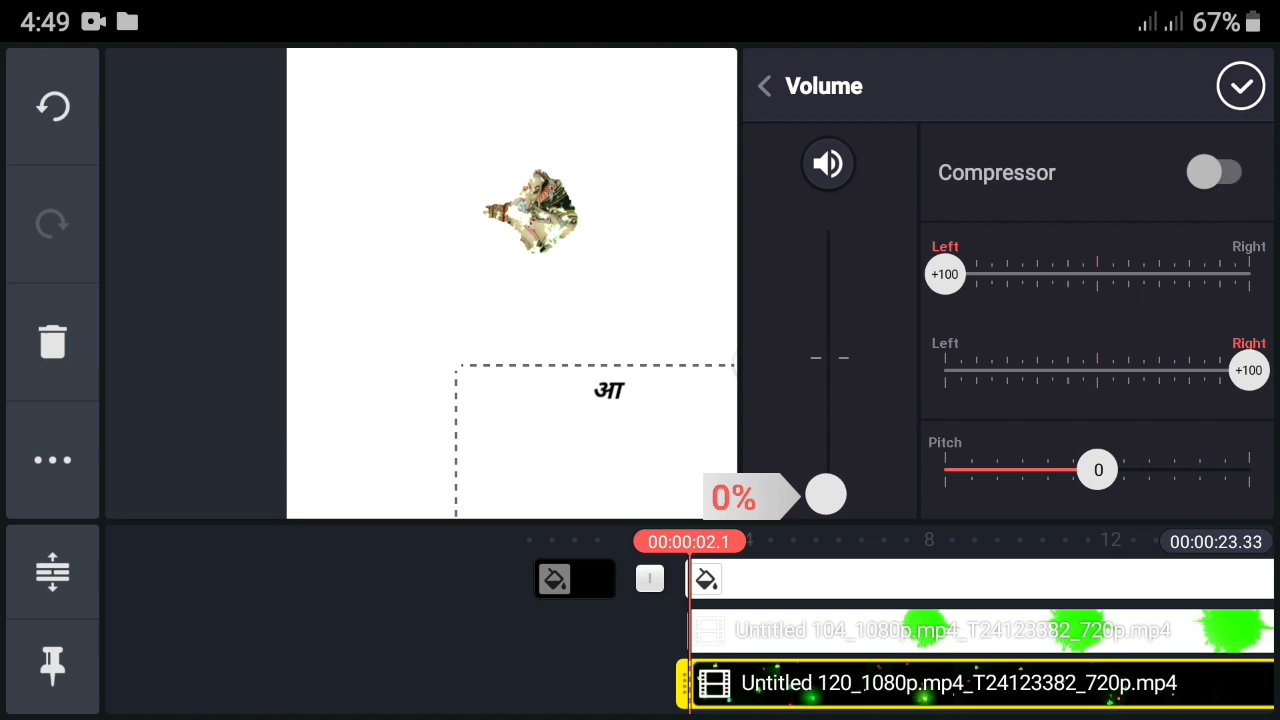 4:49
67%
Volume
Compressor
Left
Right
+100
Left
Right
+100
आ
Pitch
0
0%
00:00:02.1
4
8
12
00:00:23.33
Untitled 104_1080p.mp4_T24123382_720p.mp4
Untitled 120_1080p.mp4_T24123382_720p.mp4